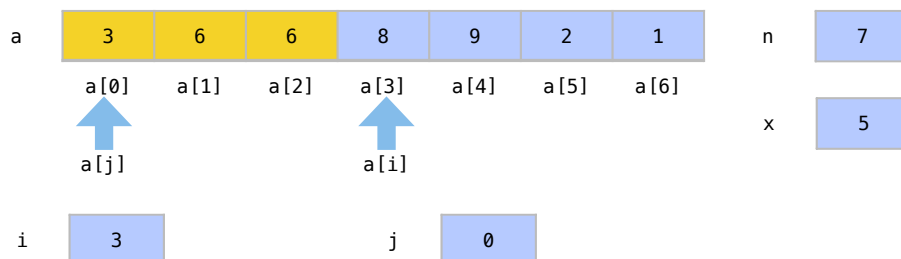 a 3 6 6 8 9 2 1 n 7
a[0] a[1] a[2] a[3] a[4] a[5] a[6]
x 5
a[j] a[i]
i 3 j 0